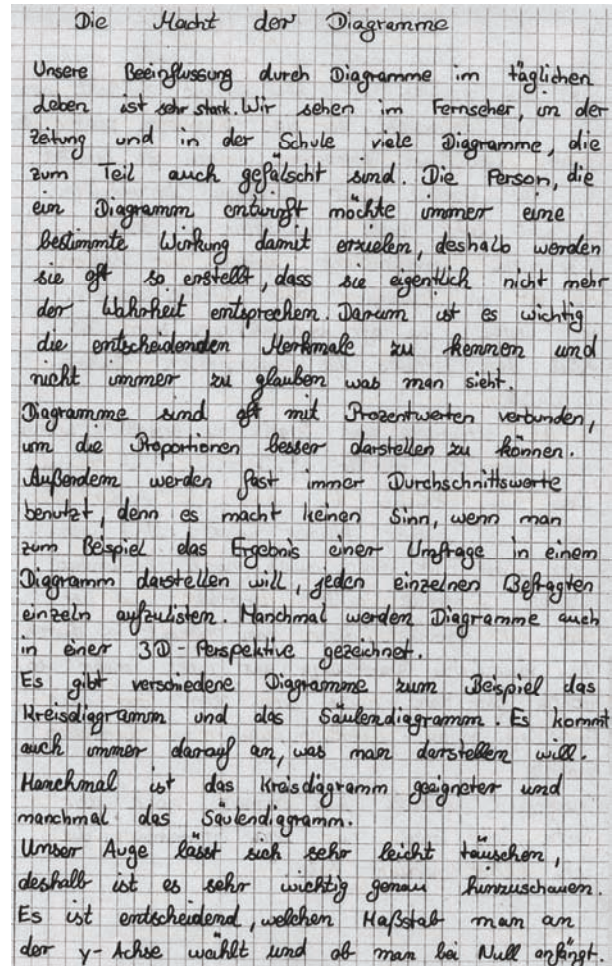 Die Macht der Diagramme
Unsere Beeinflussung durch Diagramme im täglichen
Leben ist sehr stark. Wir sehen im Fernseher, in der
Zeitung und in der Schule viele Diagramme, die
zum Teil auch gefälscht sind. Die Person, die
ein Diagramm entwirft möchte immer eine
bestimmte Wirkung damit erzielen, deshalb werden
sie oft so erstellt, dass sie eigentlich nicht mehr
der Wahrheit entsprechen. Darum ist es wichtig
die entscheidenden Merkmale zu kennen und
nicht immer zu glauben was man sieht.
Diagramme sind oft mit Prozentwerten verbunden,
um die Proportionen besser darstellen zu können.
Außerdem werden fast immer Durchschnittswerte
benutzt, denn es macht keinen Sinn, wenn man
zum Beispiel das Ergebnis einer Umfrage in einem
Diagramm darstellen will, jeden einzelnen Befragten
einzeln aufzulisten. Manchmal werden Diagramme auch
in einer 3D-Perspektive gezeichnet.
Es gibt verschiedene Diagramme zum Beispiel das
Kreisdiagramm und das Säulendiagramm. Es kommt
auch immer darauf an, was man darstellen will.
Manchmal ist das Kreisdiagramm geeigneter und
manchmal das Säulendiagramm.
Unser Auge lässt sich sehr leicht täuschen,
deshalb ist es sehr wichtig genau hinzuschauen.
Es ist entscheidend, welchen Maßstab man an
der y-Achse wählt und ob man bei Null anfängt.